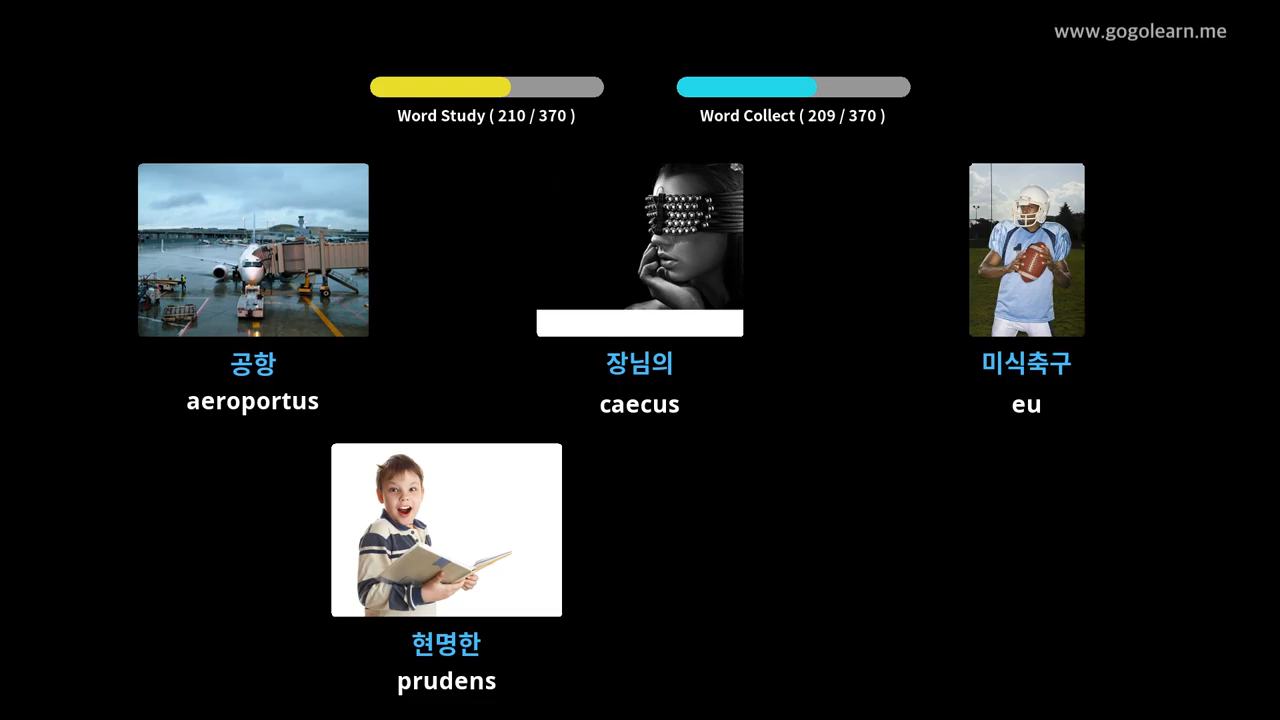 www.gogolearn.me
Word Study ( 210 / 370 )
Word Collect ( 209 / 370 )
공항
aeroportus
장님의
caecus
미식축구
eu
현명한
prudens